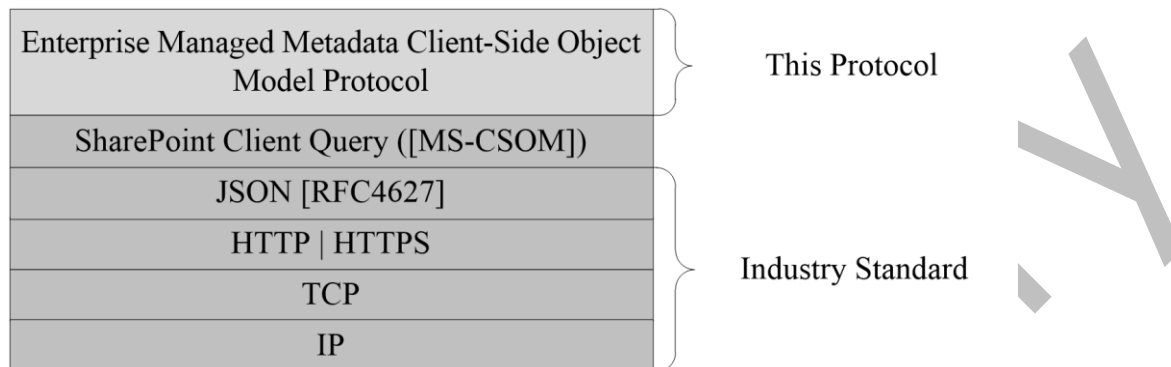 Enterprise Managed Metadata Client-Side Object
Model Protocol
This Protocol
SharePoint Client Query ([MS-CSOM])
JSON [RFC4627]
HTTP | HTTPS
Industry Standard
TCP
IP